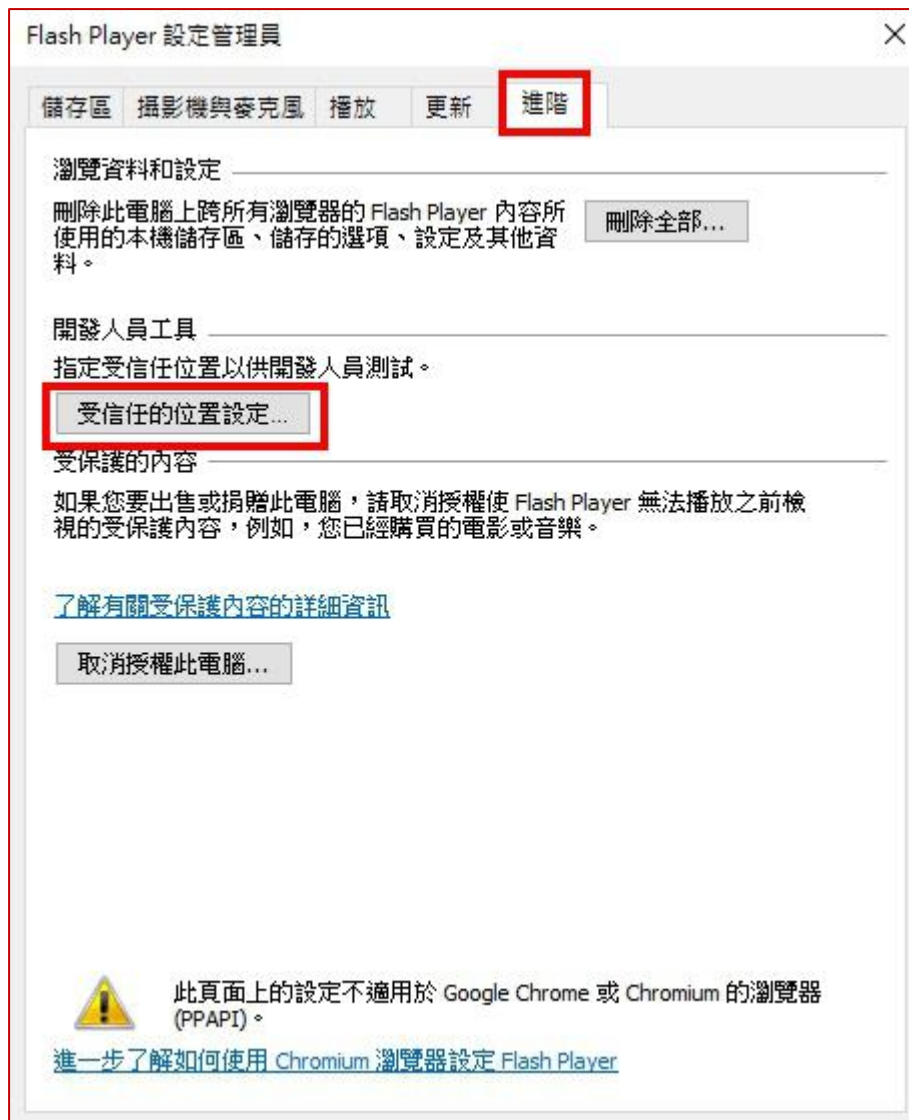 Flash Player 設定管理員
儲存區 攝影機與麥克風 播放 更新 進階
瀏覽資料和設定
刪除此電腦上跨所有瀏覽器的 Flash Player 內容所
使用的本機儲存區、儲存的選項、設定及其他資
料。
刪除全部...
開發人員工具
指定受信任位置以供開發人員測試。
受信任的位置設定...
受保護的內容
如果您要出售或捐贈此電腦，請取消授權使 Flash Player 無法播放之前檢
視的受保護內容，例如，您已經購買的電影或音樂。
了解有關受保護內容的詳細資訊
取消授權此電腦...
此頁面上的設定不適用於 Google Chrome 或 Chromium 的瀏覽器
(PPAPI)。
進一步了解如何使用 Chromium 瀏覽器設定 Flash Player